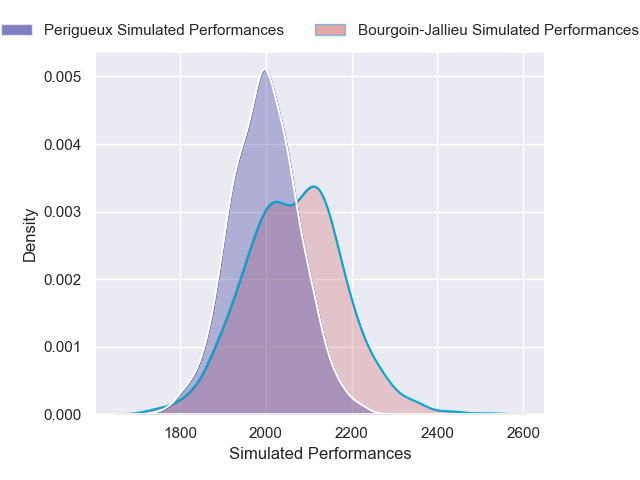 Perigueux Simulated Performances
Bourgoin-Jallieu Simulated Performances
0.005
0.004
0.003
0.002
0.001
0.000
Density
1800
2000
2200
2400
2600
Simulated Performances